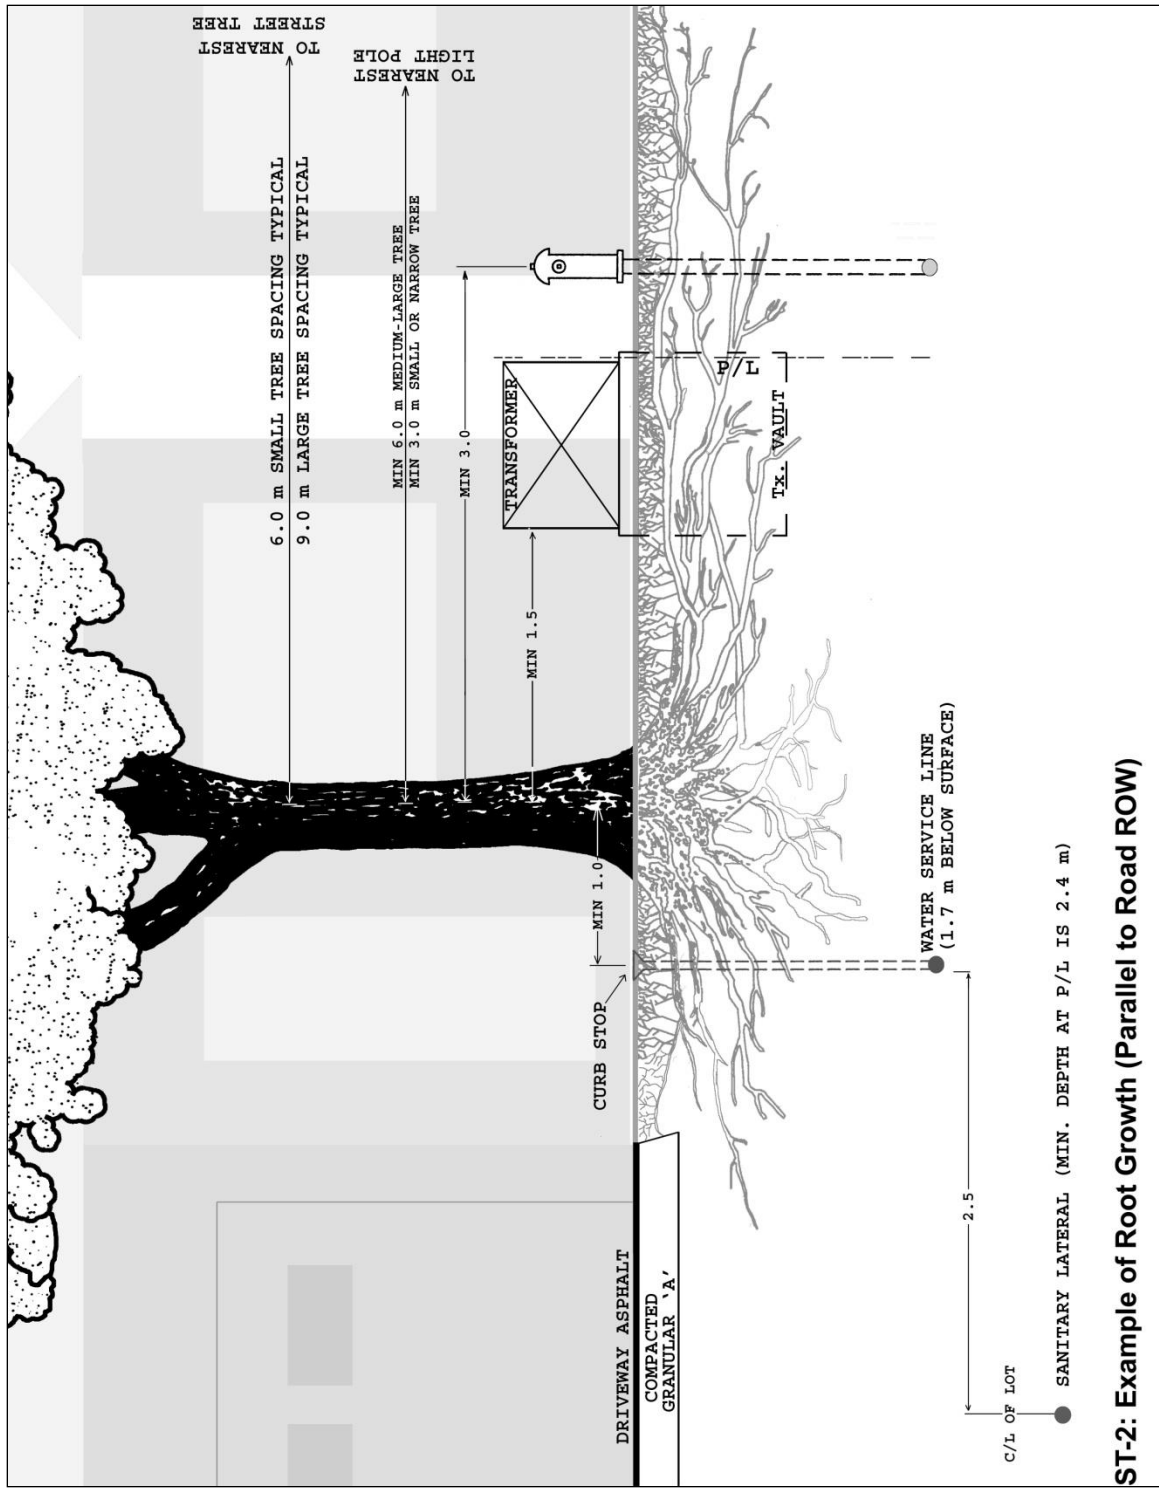 TO NEAREST
STREET TREE
TO NEAREST
LIGHT POLE
6.0 m SMALL TREE SPACING TYPICAL
9.0 m LARGE TREE SPACING TYPICAL
MIN 6.0 m MEDIUM-LARGE TREE
MIN 3.0 m SMALL OR NARROW TREE
MIN 3.0
TRANSFORMER
MIN 1.5
MIN 1.0
CURB STOP
P/L
Tx. VAULT
DRIVEWAY ASPHALT
COMPACTED
GRANULAR 'A'
WATER SERVICE LINE
(1.7 m BELOW SURFACE)
2.5
C/L OF LOT
SANITARY LATERAL (MIN. DEPTH AT P/L IS 2.4 m)
ST-2: Example of Root Growth (Parallel to Road ROW)